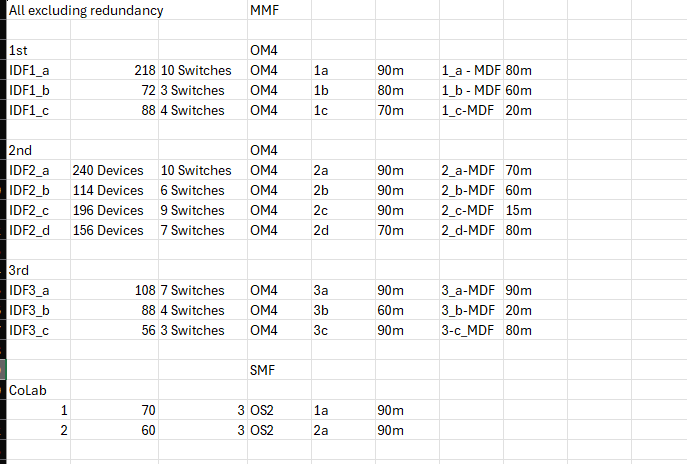 All excluding redundancy MMF
1st OM4
IDF1_a 218 10 Switches OM4 1a 90m 1_a - MDF 80m
IDF1_b 72 3 Switches OM4 1b 80m 1_b - MDF 60m
IDF1_c 88 4 Switches OM4 1c 70m 1_c-MDF 20m
2nd OM4
IDF2_a 240 Devices 10 Switches OM4 2a 90m 2_a-MDF 70m
IDF2_b 114 Devices 6 Switches OM4 2b 90m 2_b-MDF 60m
IDF2_c 196 Devices 9 Switches OM4 2c 90m 2_c-MDF 15m
IDF2_d 156 Devices 7 Switches OM4 2d 70m 2_d-MDF 80m
3rd
IDF3_a 108 7 Switches OM4 3a 90m 3_a-MDF 90m
IDF3_b 88 4 Switches OM4 3b 60m 3_b-MDF 20m
IDF3_c 56 3 Switches OM4 3c 90m 3-c_MDF 80m
SMF
CoLab
1 70 3 OS2 1a 90m
2 60 3 OS2 2a 90m